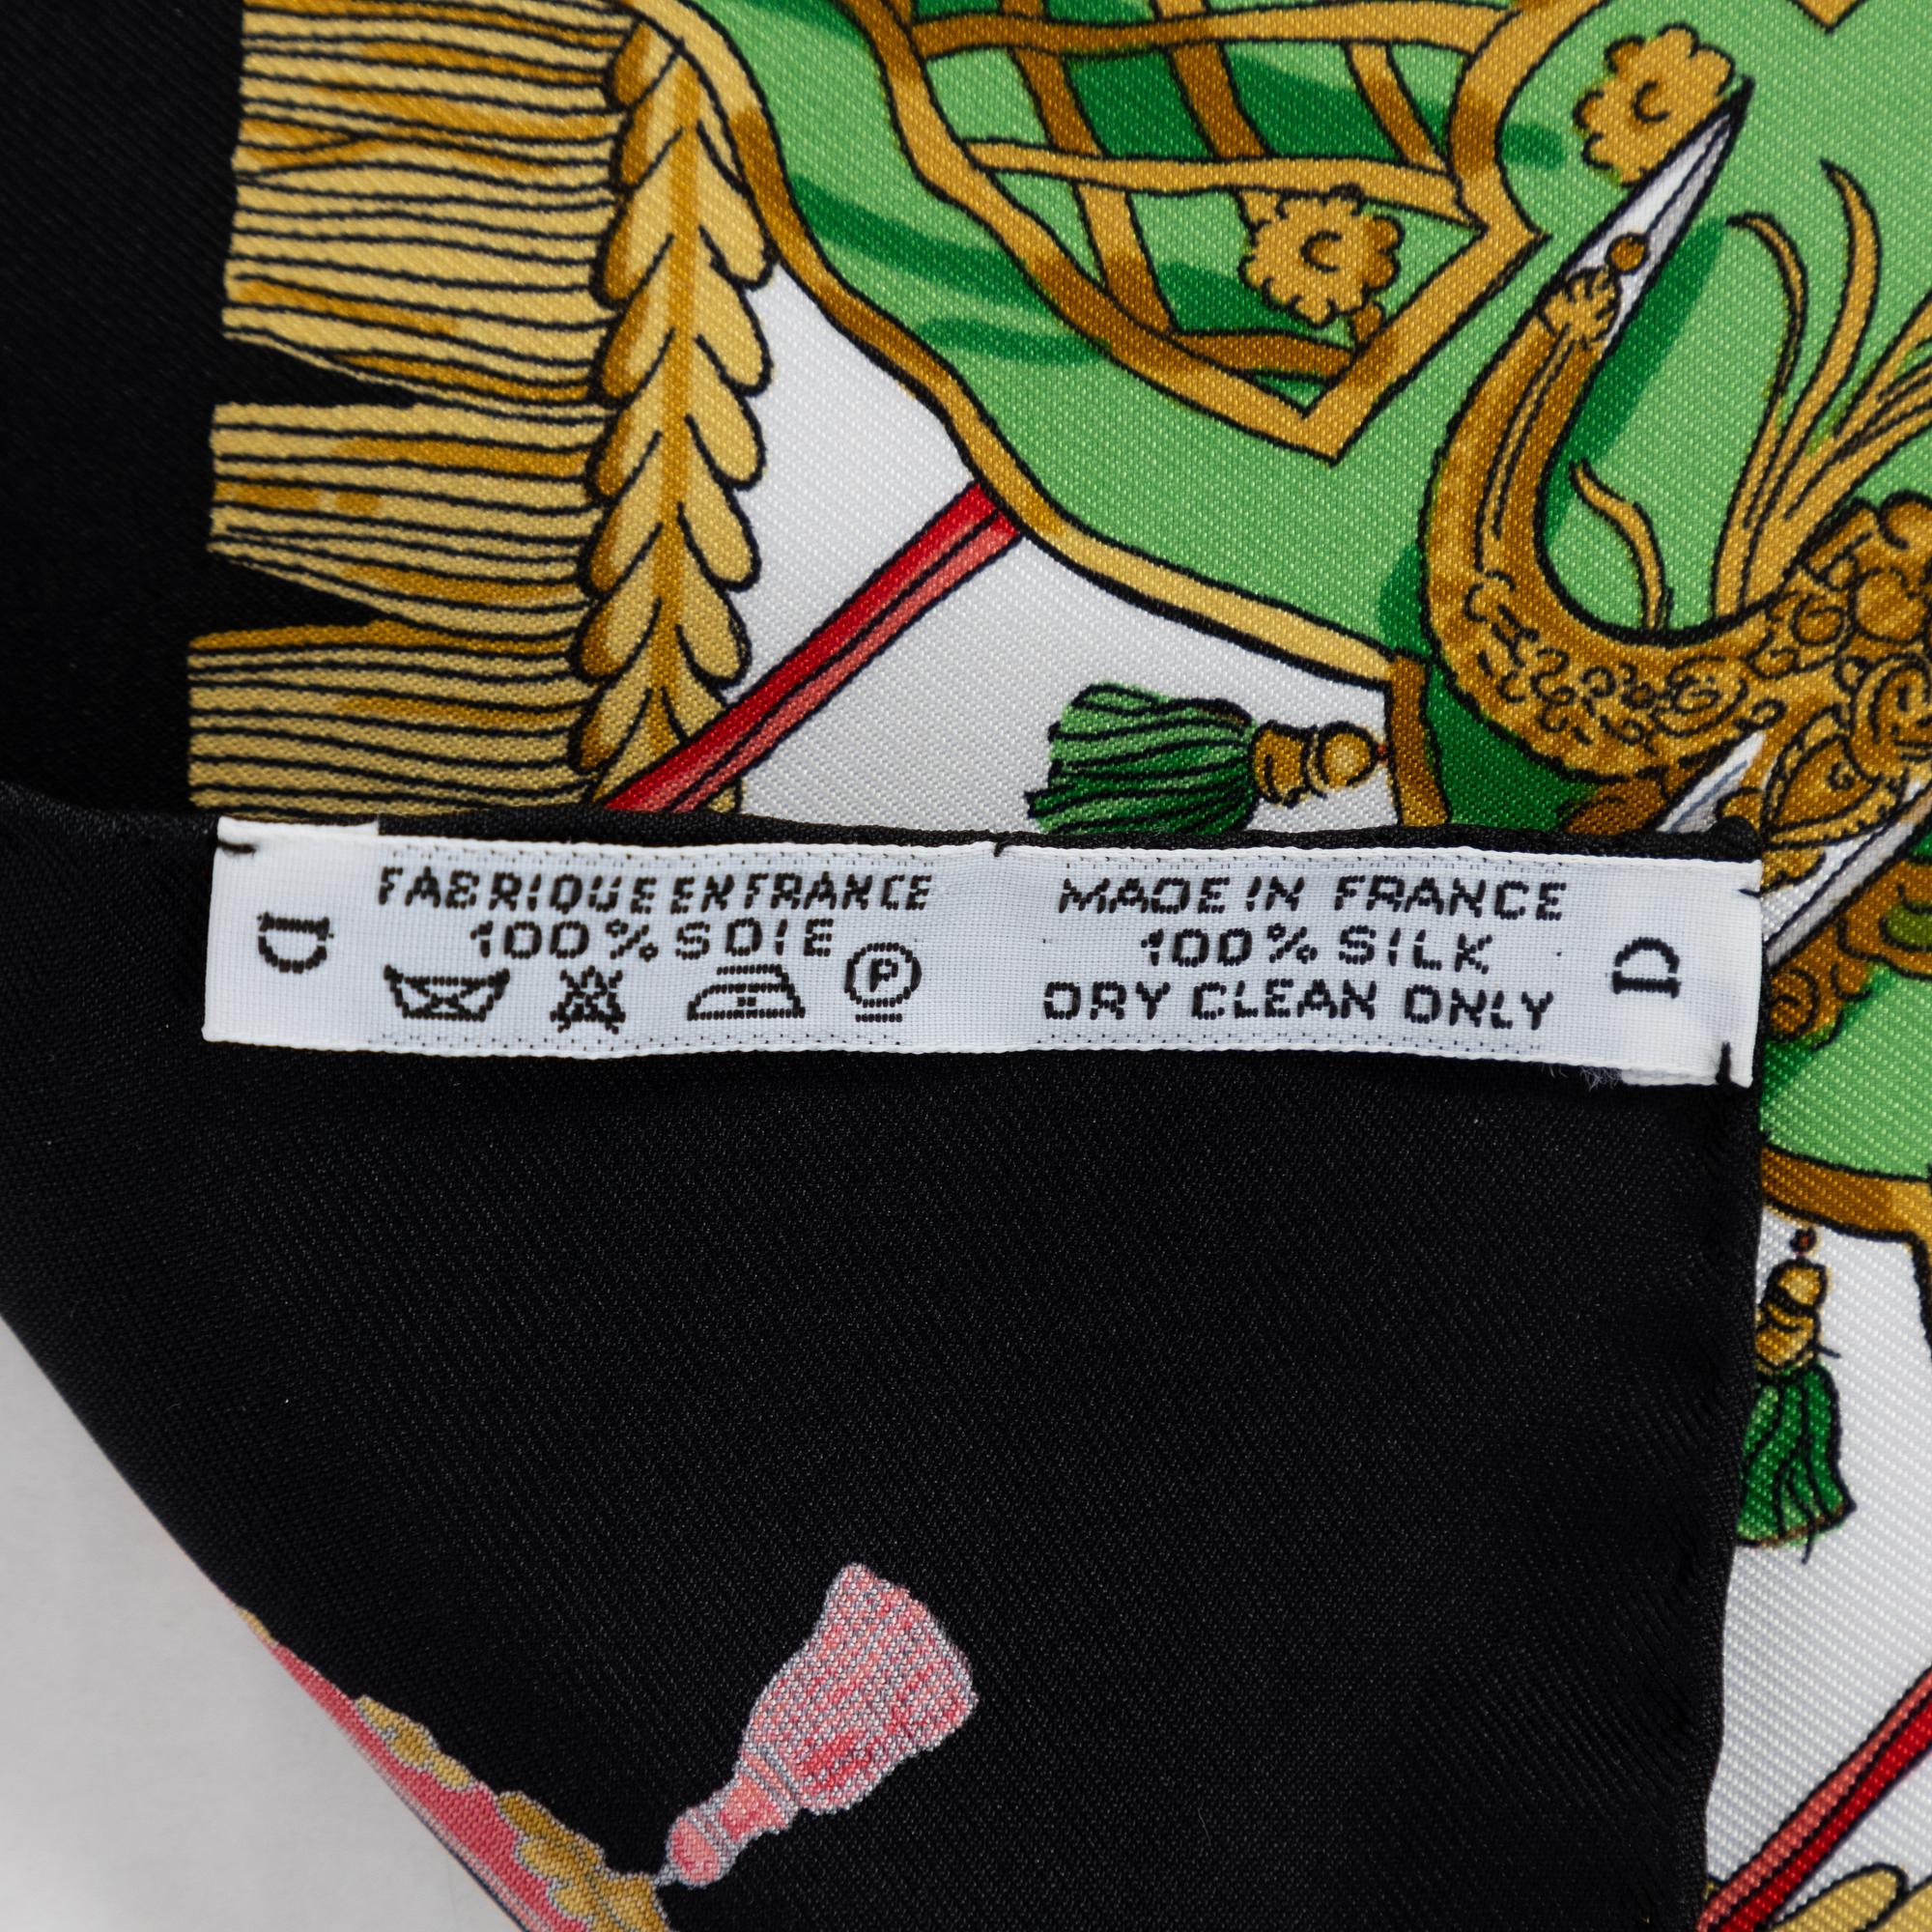 D
FABRIQUE EN FRANCE
100% SOIE
P
MADE IN FRANCE
100% SILK
DRY CLEAN ONLY
D